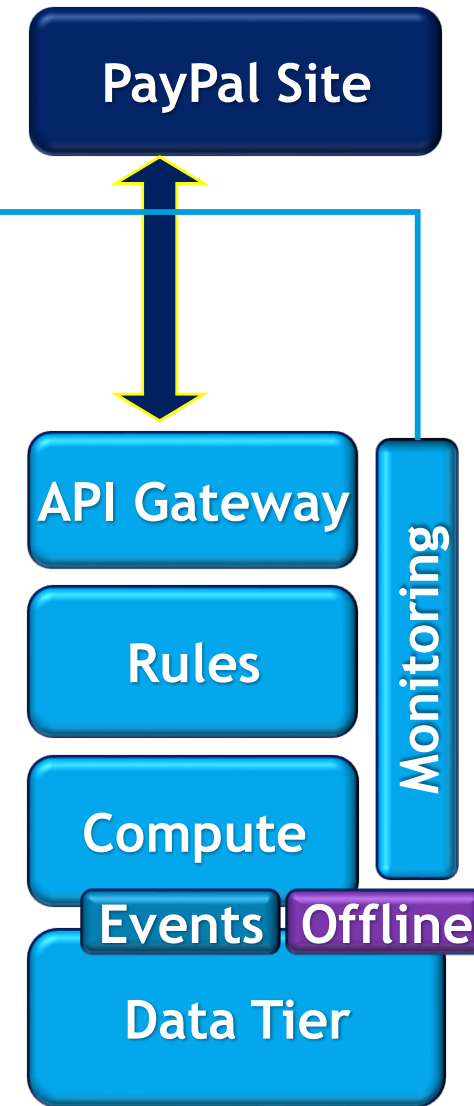 PayPal Site
API Gateway
Monitoring
Rules
Compute
Events
Offline
Data Tier